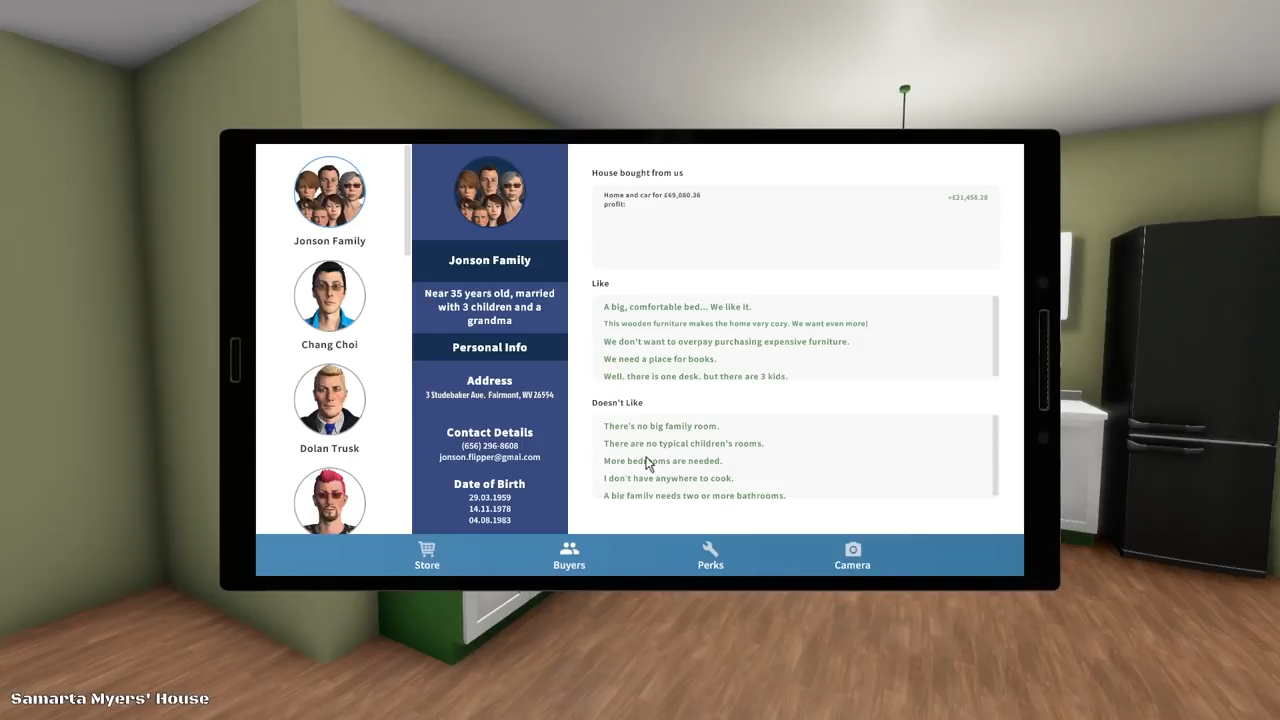 Jonson Family
Chang Choi
Dolan Trusk
Jonson Family
Near 35 years old, married
with 3 children and a
grandma
Personal Info
Address
3 Studebaker Ave. Fairmont, WV 26554
Contact Details
(656) 296-8608
jonson.flipper@gmai.com
Date of Birth
29.03.1959
14.11.1978
04.08.1983
House bought from us
Home and car for £69,080.36
profit:
+£21,456.28
Like
A big, comfortable bed... We like it.
This wooden furniture makes the home very cozy. We want even more!
We don't want to overpay purchasing expensive furniture.
We need a place for books.
Well, there is one desk, but there are 3 kids.
Doesn't Like
There's no big family room.
There are no typical children's rooms.
More bedrooms are needed.
I don't have anywhere to cook.
A big family needs two or more bathrooms.
Store
Buyers
Perks
Camera
Samarta Myers' House